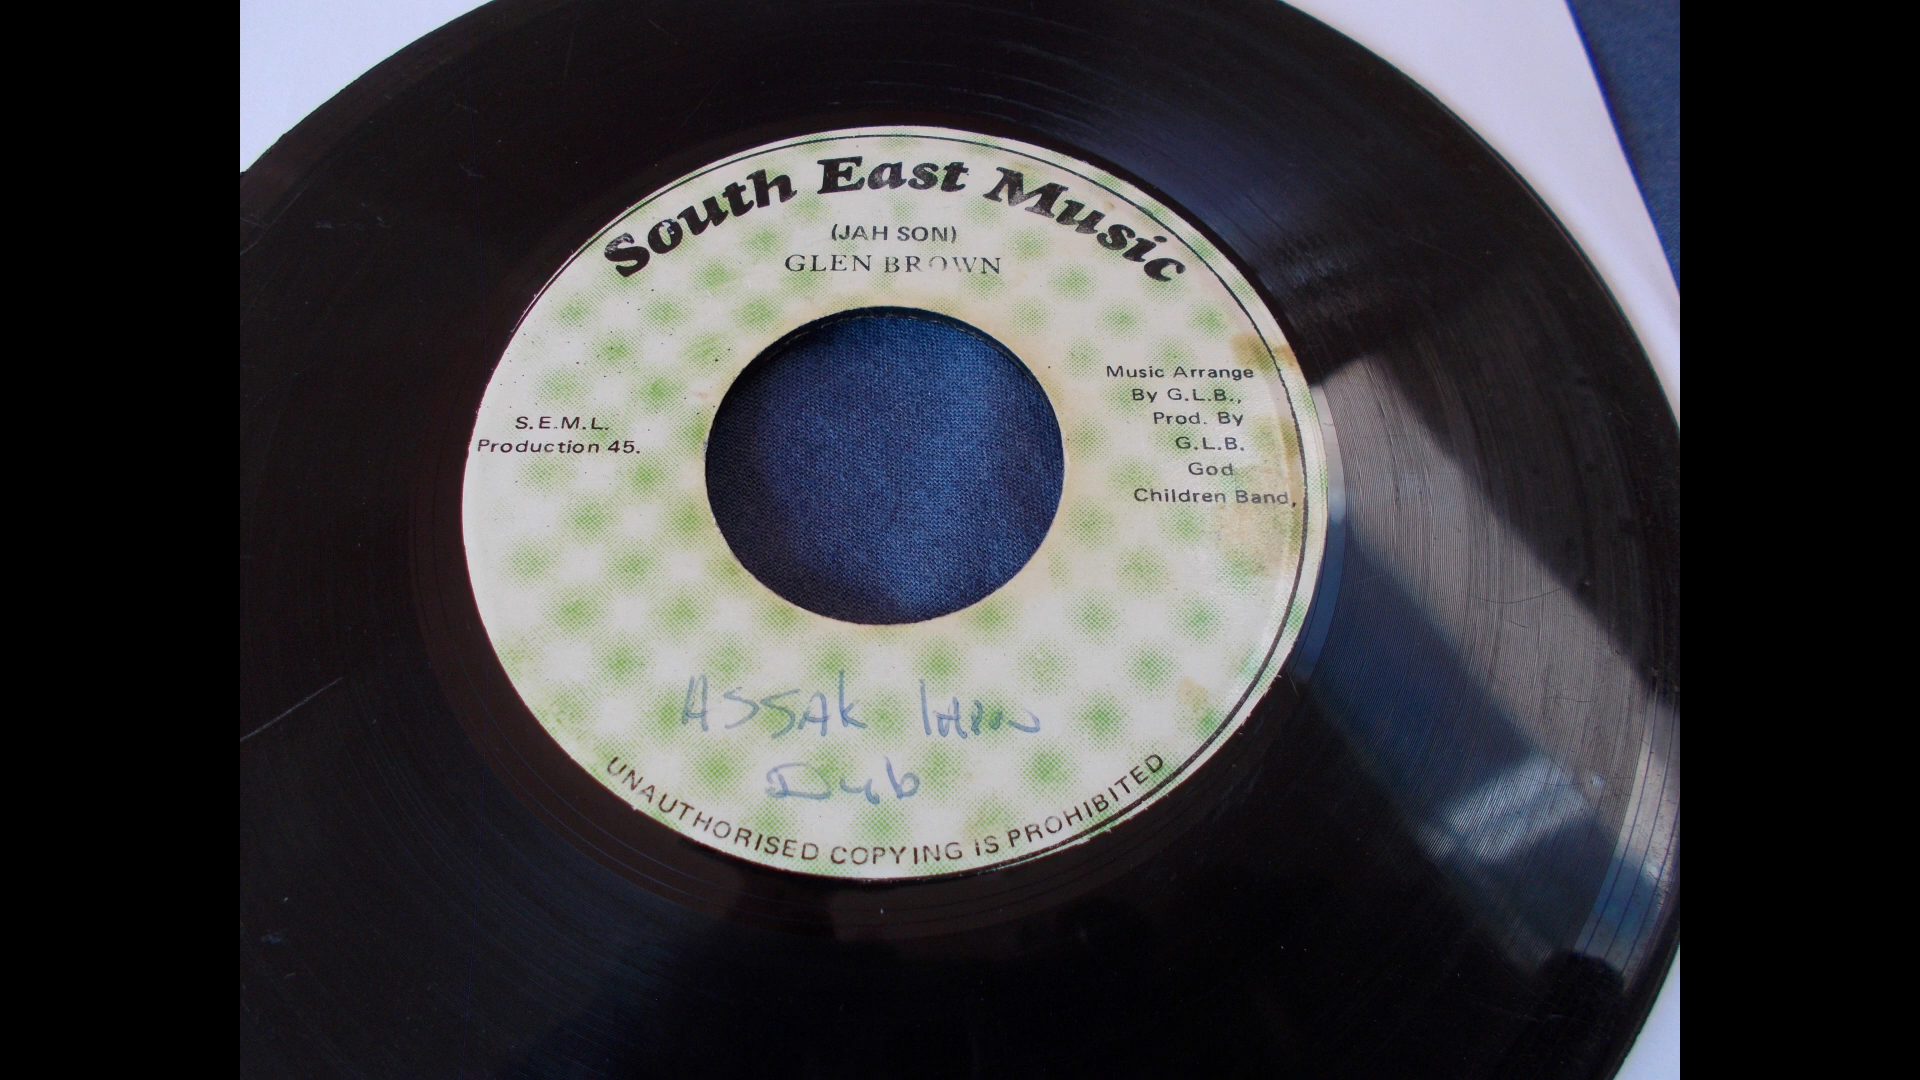 South East Music
(JAH SON)
GLEN BROWN
S.E.M.L.
Production 45.
Music Arrange
By G.L.B.,
Prod. By
G.L.B.
God
Children Band,
ASSAK
Dub
UNAUTHORISED COPYING IS PROHIBITED